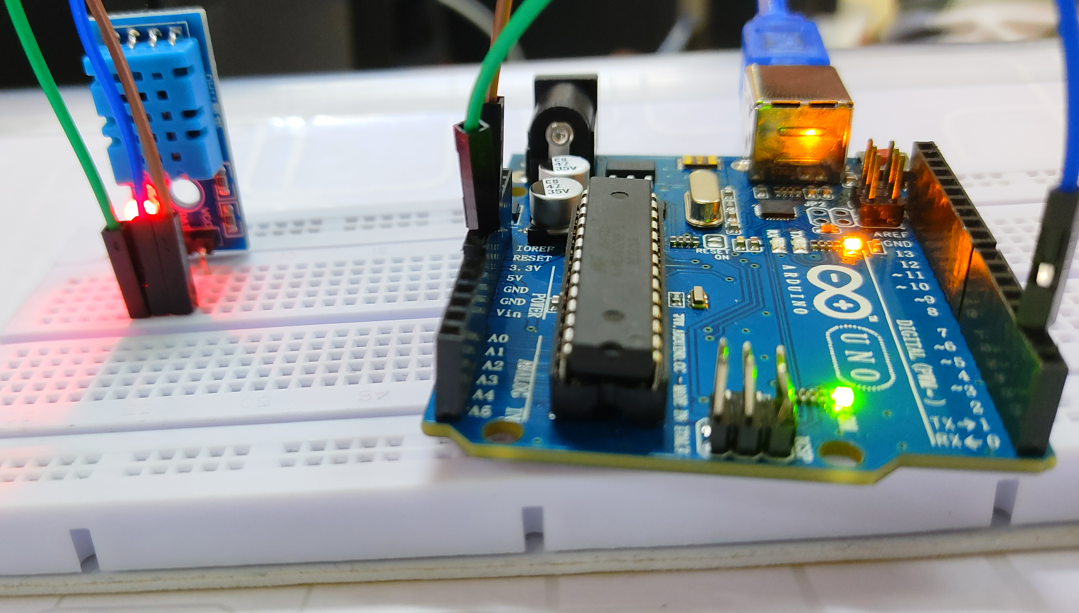 47
35V
47
35V
IOREF
RESET
3.3V
5V
GND
GND
Vin
POWER
A0
A1
A2
A3
A4
A5
ANALOG IN
RESET
ON
AREF
GND
13
12
~11
~10
~9
8
7
~6
~5
4
~3
2
TX→1
RX←0
DIGITAL (PWM~)
ARDUINO
UNO